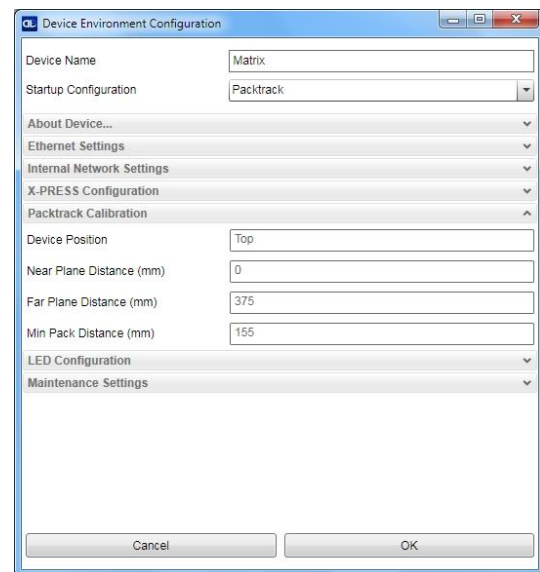 DL Device Environment Configuration
Device Name Matrix
Startup Configuration Packtrack
About Device...
Ethernet Settings
Internal Network Settings
X-PRESS Configuration
Packtrack Calibration
Device Position Top
Near Plane Distance (mm) 0
Far Plane Distance (mm) 375
Min Pack Distance (mm) 155
LED Configuration
Maintenance Settings
Cancel OK